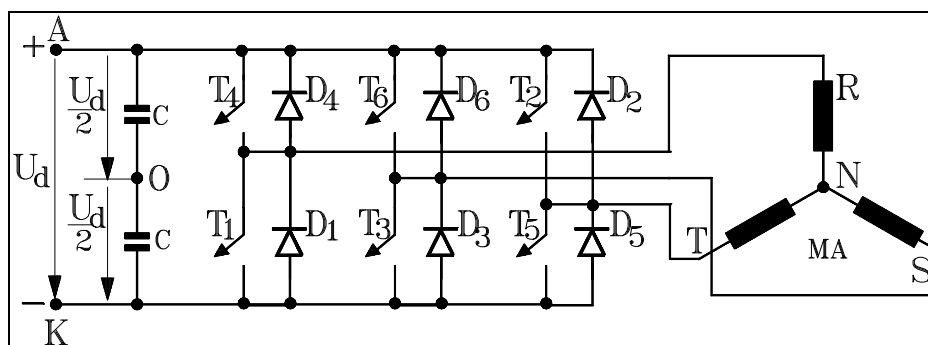 + A
U_d/2
C
T4 D4 T6 D6 T2 D2
R
U_d
O
N
U_d/2
C
T1 D1 T3 D3 T5 D5
T
MA
S
−
K